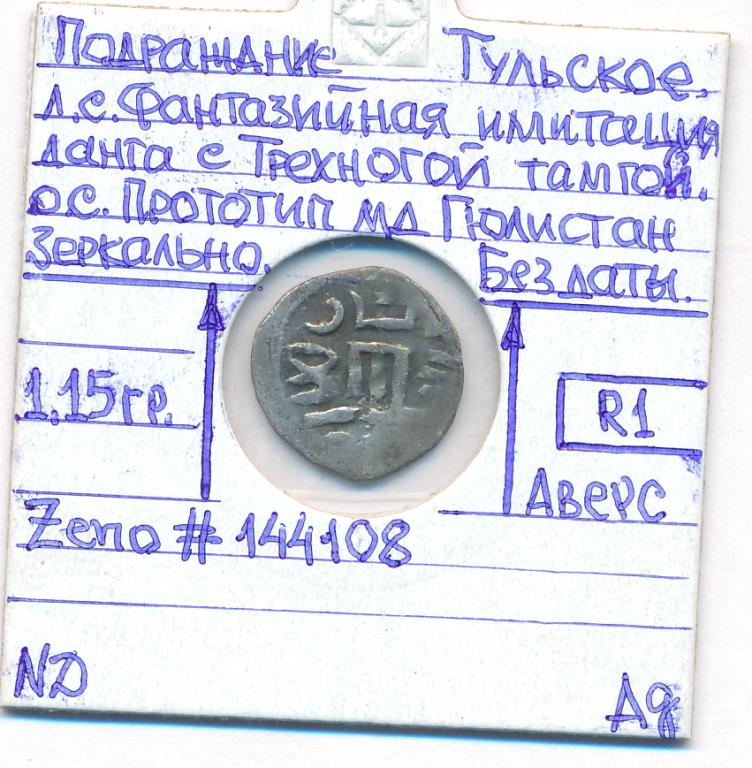 Подражание Тульское.
л.с. Фантазийная имитация
данга с Трехногой тамгой.
о.с. Прототип мд Гюлистан
Зеркально. Без даты.
1,15гр. R1
Аверс
Zeno # 144108
ND Ag